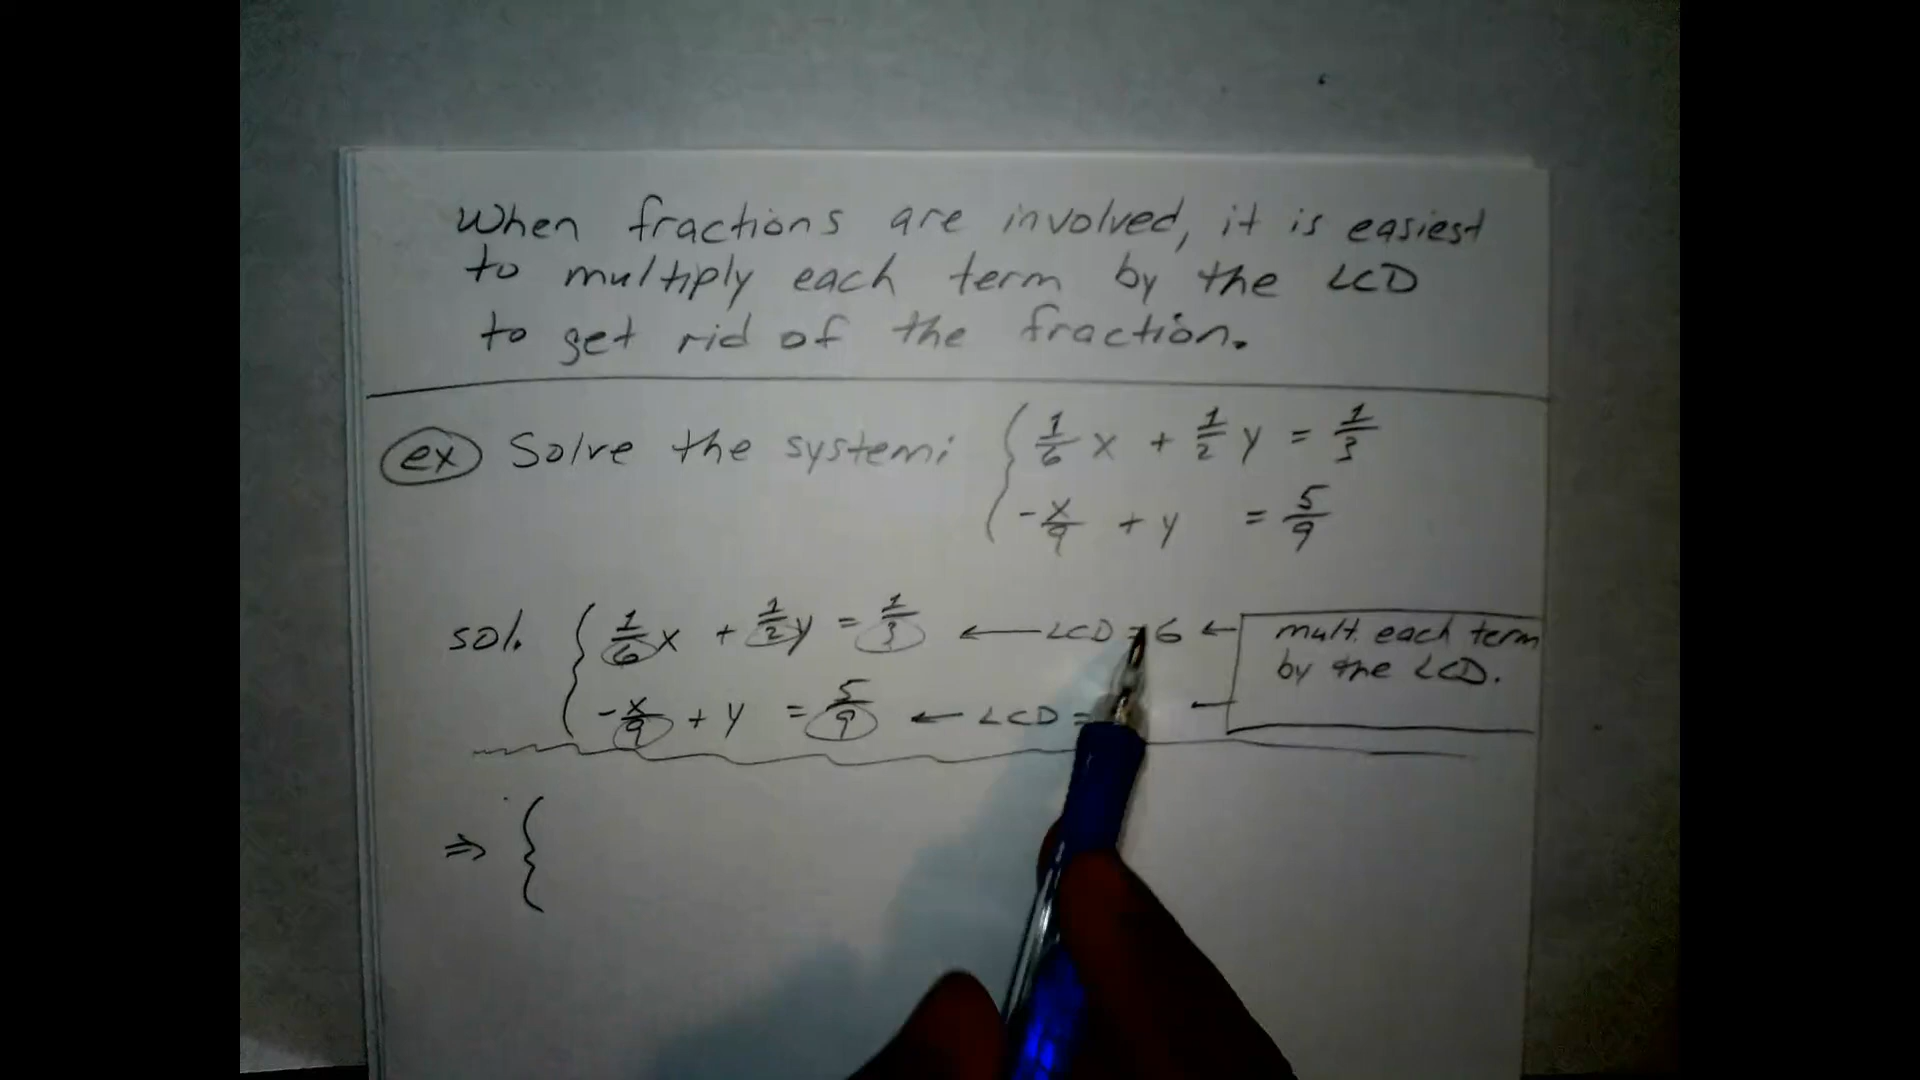 When fractions are involved, it is easiest
to multiply each term by the LCD
to get rid of the fraction.
ex Solve the system: { 1/6 x + 1/2 y = 1/3
-x/9 + y = 5/9
sol. { 1/6 x + 1/2 y = 1/3 ← LCD = 6 ← mult. each term
by the LCD.
-x/9 + y = 5/9 ← LCD = ←
⇒ {